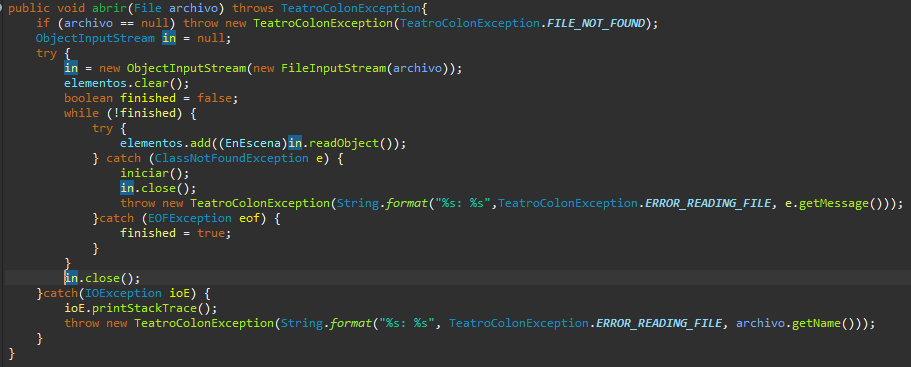 public void abrir(File archivo) throws TeatroColonException{
    if (archivo == null) throw new TeatroColonException(TeatroColonException.FILE_NOT_FOUND);
    ObjectInputStream in = null;
    try {
        in = new ObjectInputStream(new FileInputStream(archivo));
        elementos.clear();
        boolean finished = false;
        while (!finished) {
            try {
                elementos.add((EnEscena)in.readObject());
            } catch (ClassNotFoundException e) {
                iniciar();
                in.close();
                throw new TeatroColonException(String.format("%s: %s",TeatroColonException.ERROR_READING_FILE, e.getMessage()));
            }catch (EOFException eof) {
                finished = true;
            }
        }
        in.close();
    }catch(IOException ioE) {
        ioE.printStackTrace();
        throw new TeatroColonException(String.format("%s: %s", TeatroColonException.ERROR_READING_FILE, archivo.getName()));
    }
}